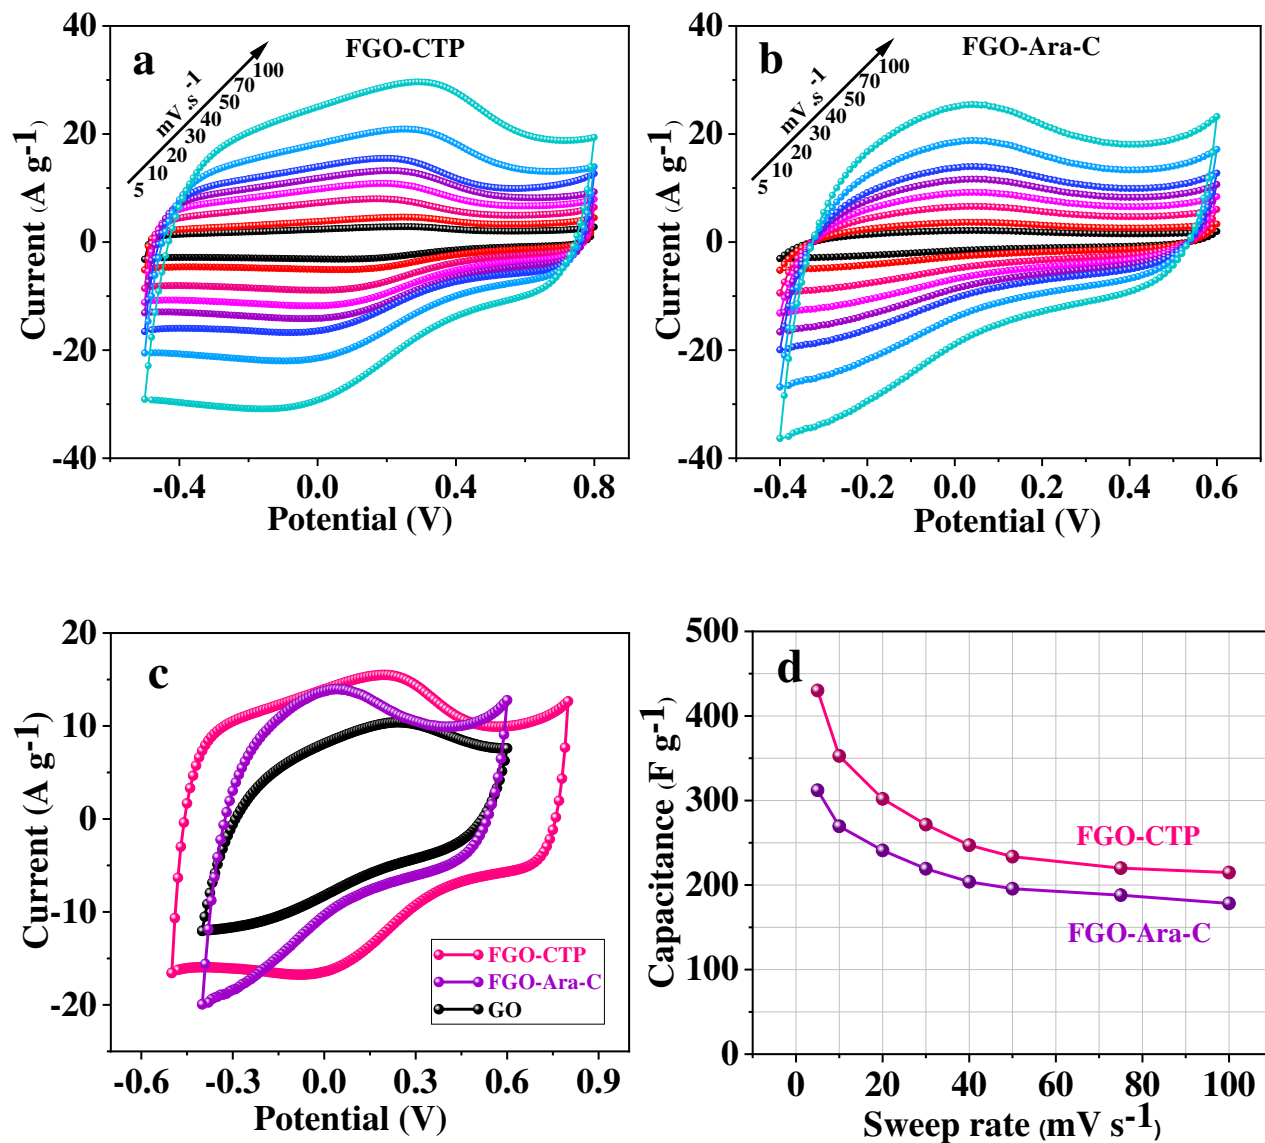 a
FGO-CTP
mV.s-1
5 10 20 30 40 50 70 100
40
20
0
-20
-40
Current (A g-1)
-0.4 0.0 0.4 0.8
Potential (V)
b
FGO-Ara-C
mV.s-1
5 10 20 30 40 50 70 100
40
20
0
-20
-40
Current (A g-1)
-0.4 -0.2 0.0 0.2 0.4 0.6
Potential (V)
c
20
10
0
-10
-20
Current (A g-1)
FGO-CTP
FGO-Ara-C
GO
-0.6 -0.3 0.0 0.3 0.6 0.9
Potential (V)
d
500
400
300
200
100
0
Capacitance (F g-1)
FGO-CTP
FGO-Ara-C
0 20 40 60 80 100
Sweep rate (mV s-1)